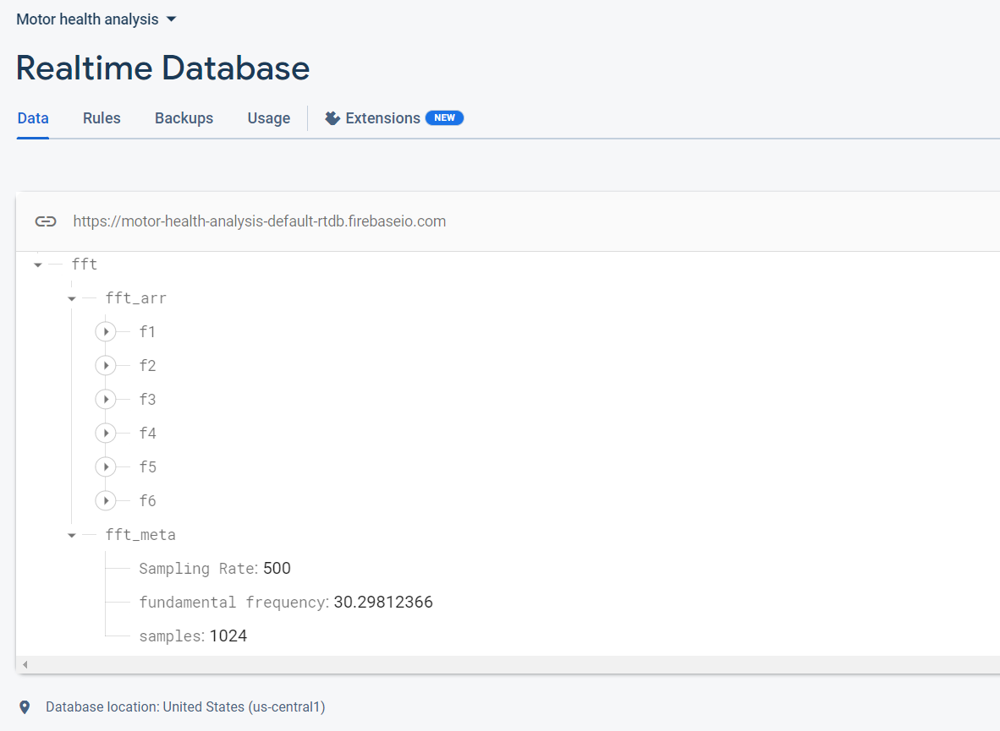 Motor health analysis
Realtime Database
Data Rules Backups Usage Extensions NEW
https://motor-health-analysis-default-rtdb.firebaseio.com
fft
fft_arr
f1
f2
f3
f4
f5
f6
fft_meta
Sampling Rate: 500
fundamental frequency: 30.29812366
samples: 1024
Database location: United States (us-central1)